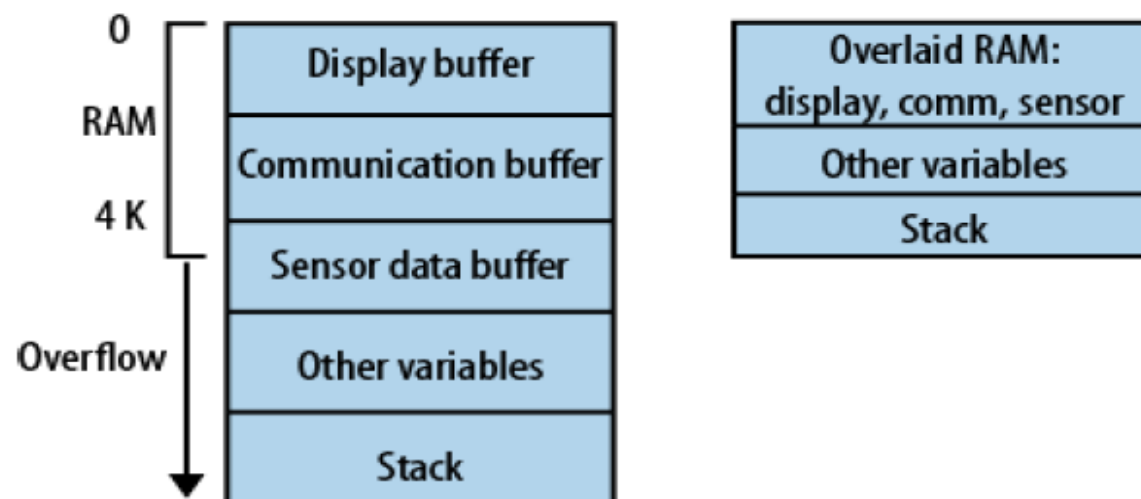 0
RAM
4 K
Overflow
Display buffer
Communication buffer
Sensor data buffer
Other variables
Stack
Overlaid RAM:
display, comm, sensor
Other variables
Stack